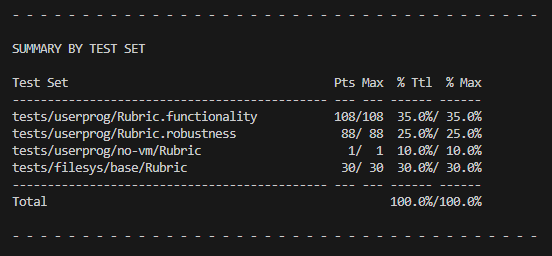 - - - - - - - - - - - - - - - - - - - - - - - - - - - - - - - - - - - - - -
SUMMARY BY TEST SET
Test Set                                      Pts Max  % Ttl  % Max
--------------------------------------------- --- --- ------ ------
tests/userprog/Rubric.functionality           108/108  35.0%/ 35.0%
tests/userprog/Rubric.robustness               88/ 88  25.0%/ 25.0%
tests/userprog/no-vm/Rubric                     1/  1  10.0%/ 10.0%
tests/filesys/base/Rubric                      30/ 30  30.0%/ 30.0%
--------------------------------------------- --- --- ------ ------
Total                                                 100.0%/100.0%
- - - - - - - - - - - - - - - - - - - - - - - - - - - - - - - - - - - - - -